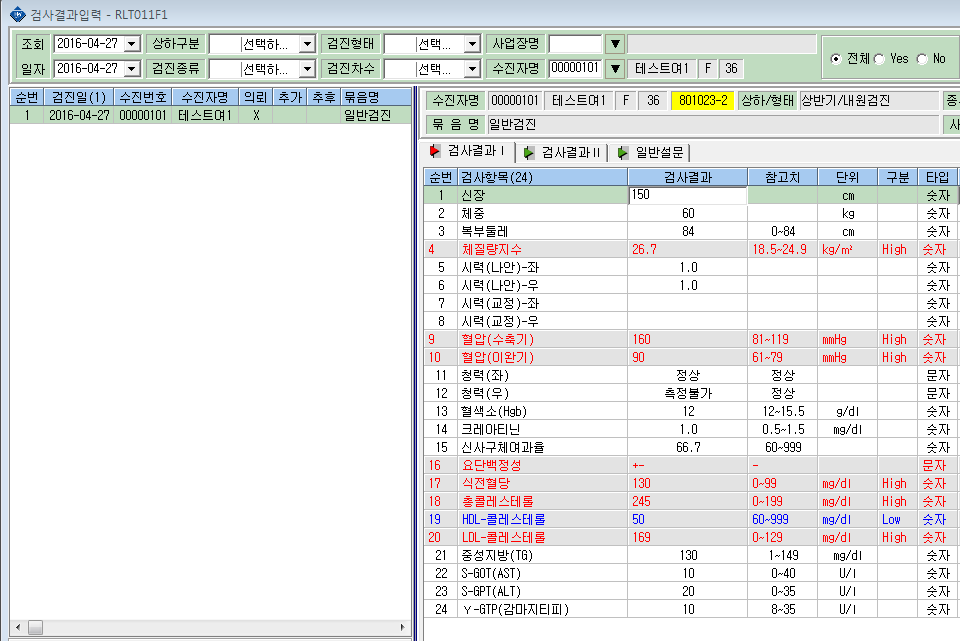 검사결과입력 - RLT011F1
조회 2016-04-27 상하구분 선택하... 검진형태 선택... 사업장명
일자 2016-04-27 검진종류 선택하... 검진차수 선택... 수진자명 00000101 테스트여1 F 36 전체 Yes No
순번 검진일(1) 수진번호 수진자명 의뢰 추가 추후 묶음명
1 2016-04-27 00000101 테스트여1 X 일반검진
수진자명 00000101 테스트여1 F 36 801023-2 상하/형태 상반기/내원검진
묶 음 명 일반검진
검사결과 I 검사결과 II 일반설문
순번 검사항목(24) 검사결과 참고치 단위 구분 타입
1 신장 150 cm 숫자
2 체중 60 kg 숫자
3 복부둘레 84 0~84 cm 숫자
4 체질량지수 26.7 18.5~24.9 kg/㎡ High 숫자
5 시력(나안)-좌 1.0 숫자
6 시력(나안)-우 1.0 숫자
7 시력(교정)-좌 숫자
8 시력(교정)-우 숫자
9 혈압(수축기) 160 81~119 mmHg High 숫자
10 혈압(이완기) 90 61~79 mmHg High 숫자
11 청력(좌) 정상 정상 문자
12 청력(우) 측정불가 정상 문자
13 혈색소(Hgb) 12 12~15.5 g/dl 숫자
14 크레아티닌 1.0 0.5~1.5 mg/dl 숫자
15 신사구체여과율 66.7 60~999 숫자
16 요단백정성 +- - 문자
17 식전혈당 130 0~99 mg/dl High 숫자
18 총콜레스테롤 245 0~199 mg/dl High 숫자
19 HDL-콜레스테롤 50 60~999 mg/dl Low 숫자
20 LDL-콜레스테롤 169 0~129 mg/dl High 숫자
21 중성지방(TG) 130 1~149 mg/dl 숫자
22 S-GOT(AST) 10 0~40 U/l 숫자
23 S-GPT(ALT) 20 0~35 U/l 숫자
24 Y-GTP(감마지티피) 10 8~35 U/l 숫자